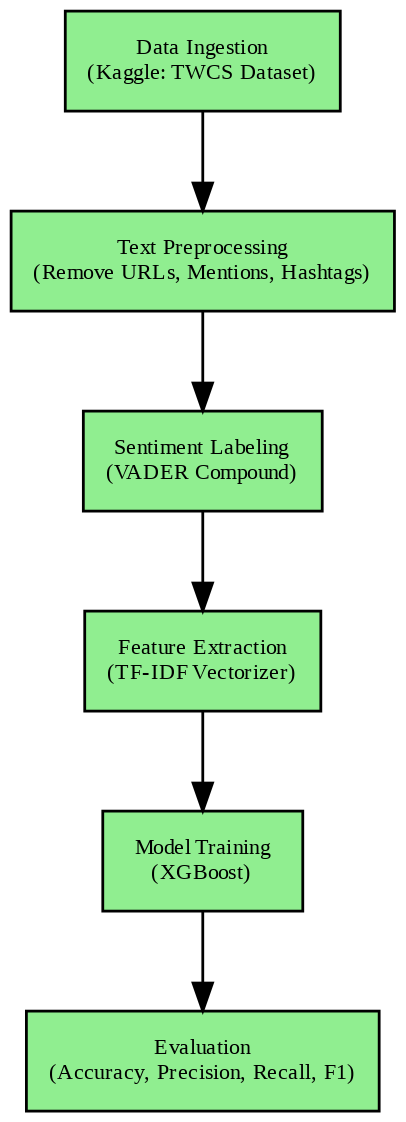 Data Ingestion
(Kaggle: TWCS Dataset)
Text Preprocessing
(Remove URLs, Mentions, Hashtags)
Sentiment Labeling
(VADER Compound)
Feature Extraction
(TF-IDF Vectorizer)
Model Training
(XGBoost)
Evaluation
(Accuracy, Precision, Recall, F1)